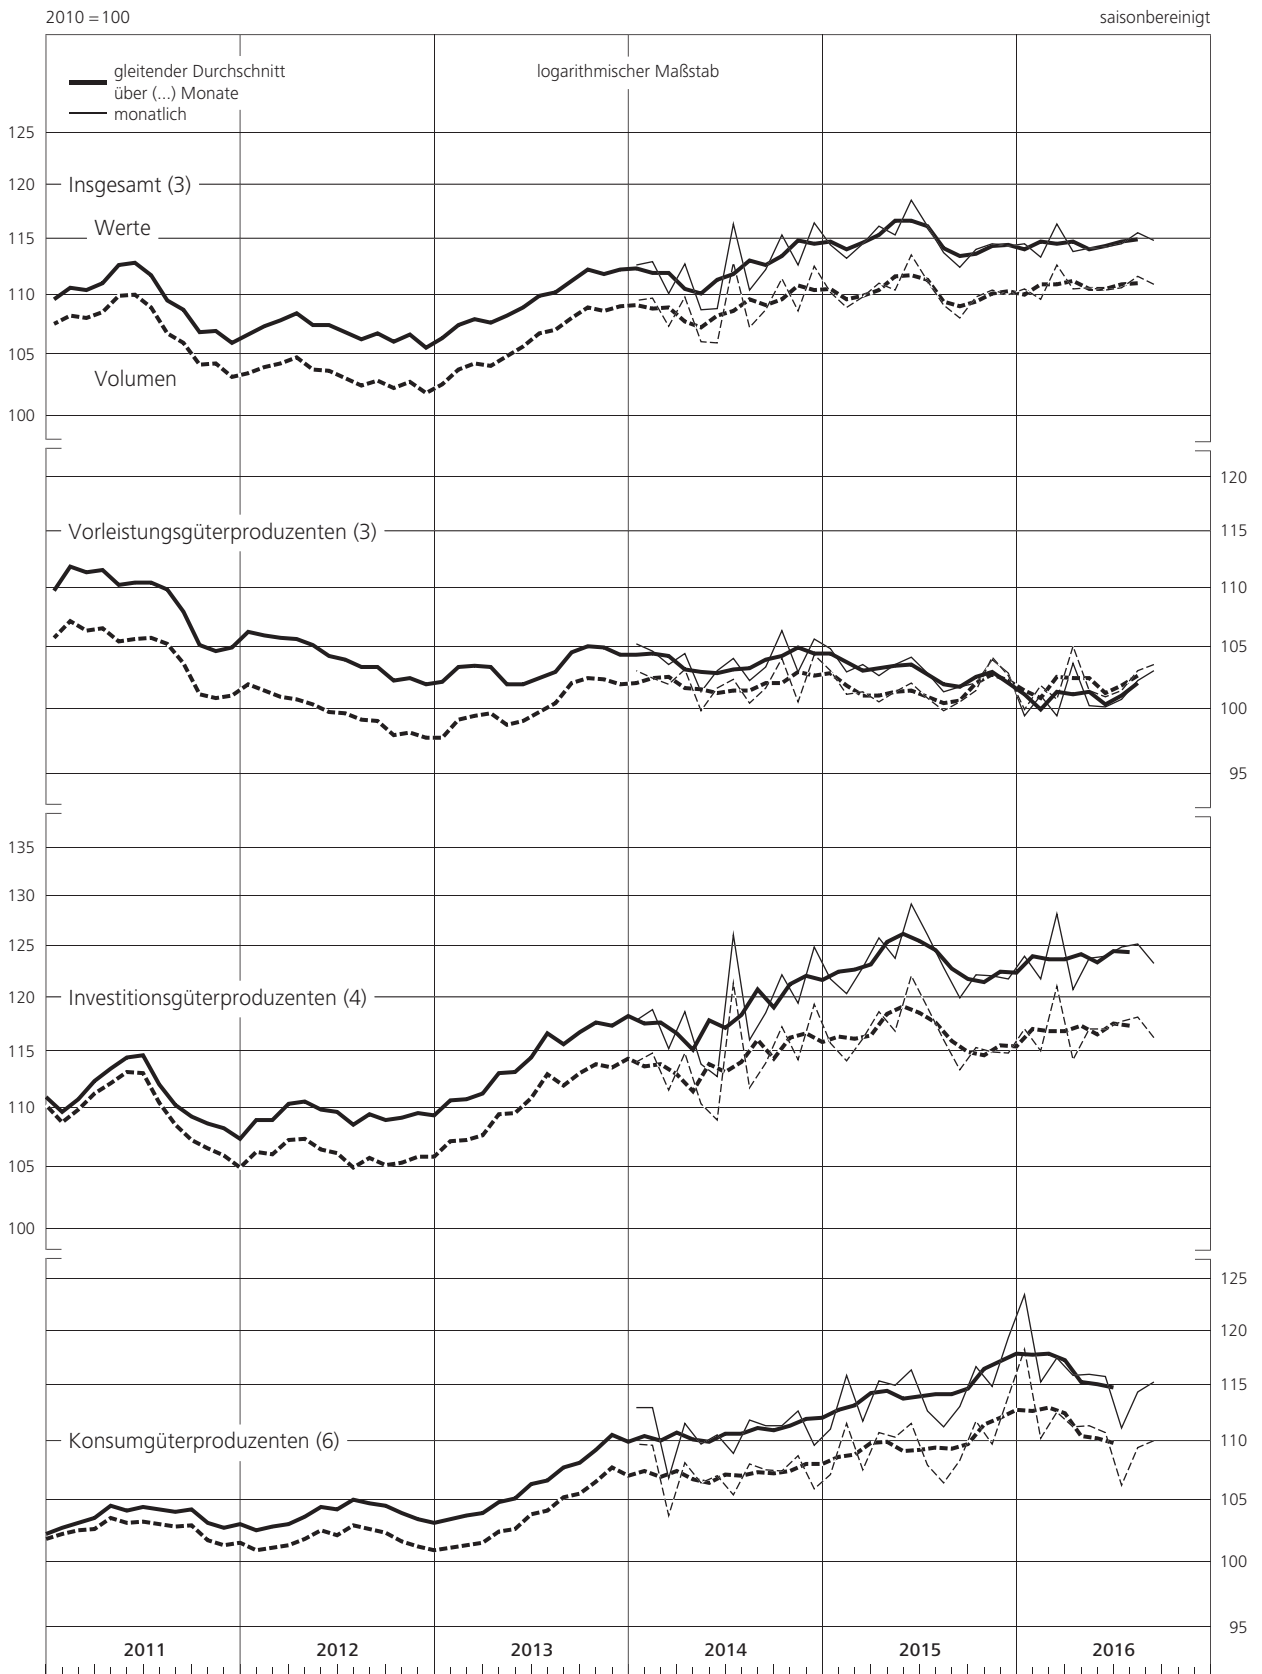 2010 = 100
saisonbereinigt
gleitender Durchschnitt
über (...) Monate
monatlich
logarithmischer Maßstab
125
120
Insgesamt (3)
Werte
115
110
105
Volumen
100
120
Vorleistungsgüterproduzenten (3)
115
110
105
100
95
135
130
125
120
Investitionsgüterproduzenten (4)
115
110
105
100
125
120
115
Konsumgüterproduzenten (6)
110
105
100
95
2011
2012
2013
2014
2015
2016